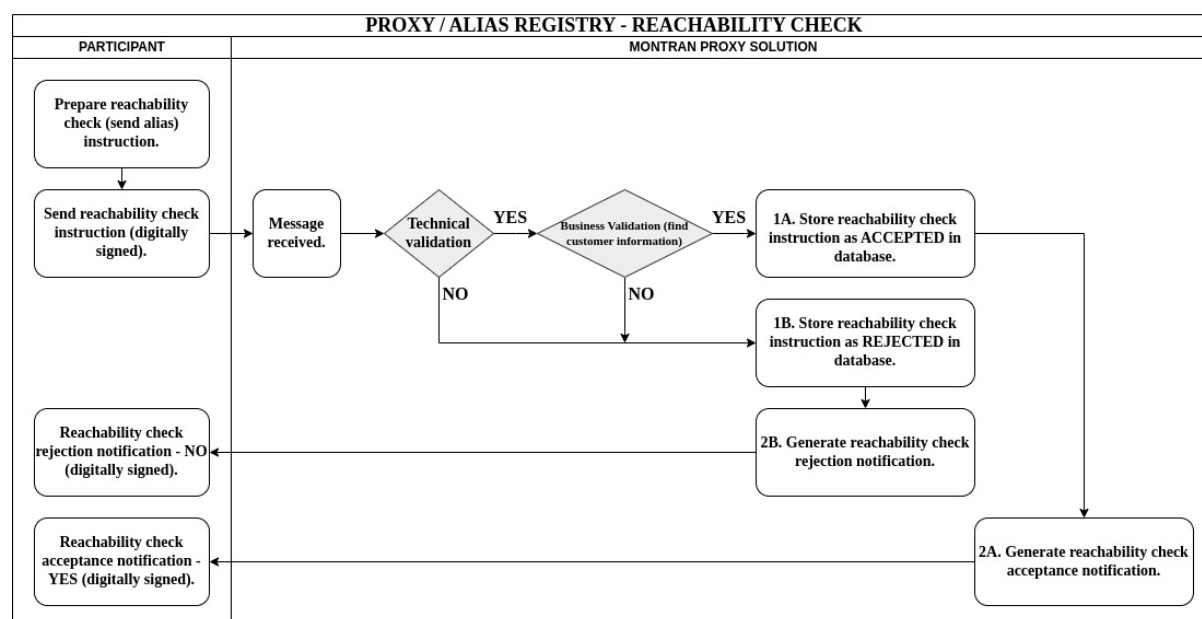 PROXY / ALIAS REGISTRY - REACHABILITY CHECK
PARTICIPANT
MONTRAN PROXY SOLUTION
Prepare reachability
check (send alias)
instruction.
Send reachability check
instruction (digitally
signed).
Message
received.
Technical
validation
YES
Business Validation (find
customer information)
YES
1A. Store reachability check
instruction as ACCEPTED in
database.
NO
NO
1B. Store reachability check
instruction as REJECTED in
database.
Reachability check
rejection notification - NO
(digitally signed).
2B. Generate reachability check
rejection notification.
Reachability check
acceptance notification -
YES (digitally signed).
2A. Generate reachability check
acceptance notification.